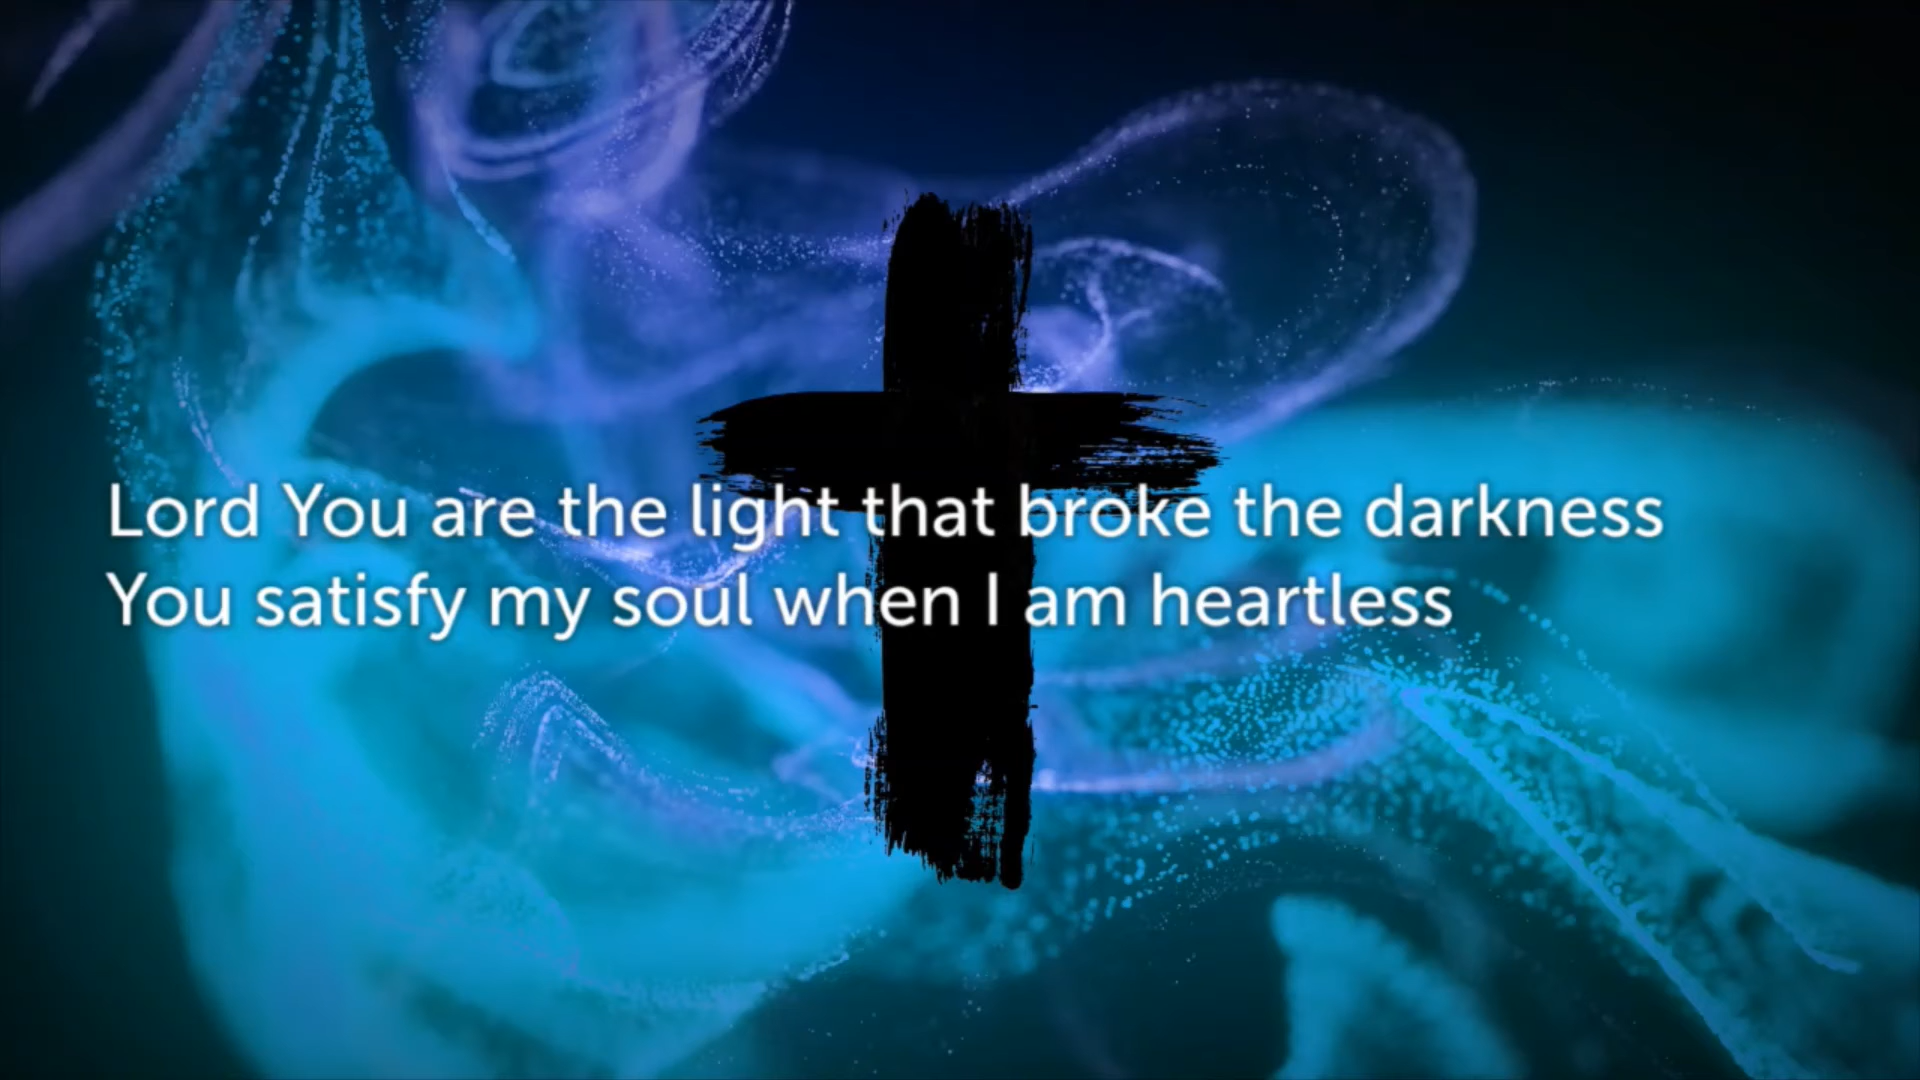 Lord You are the light that broke the darkness
You satisfy my soul when I am heartless